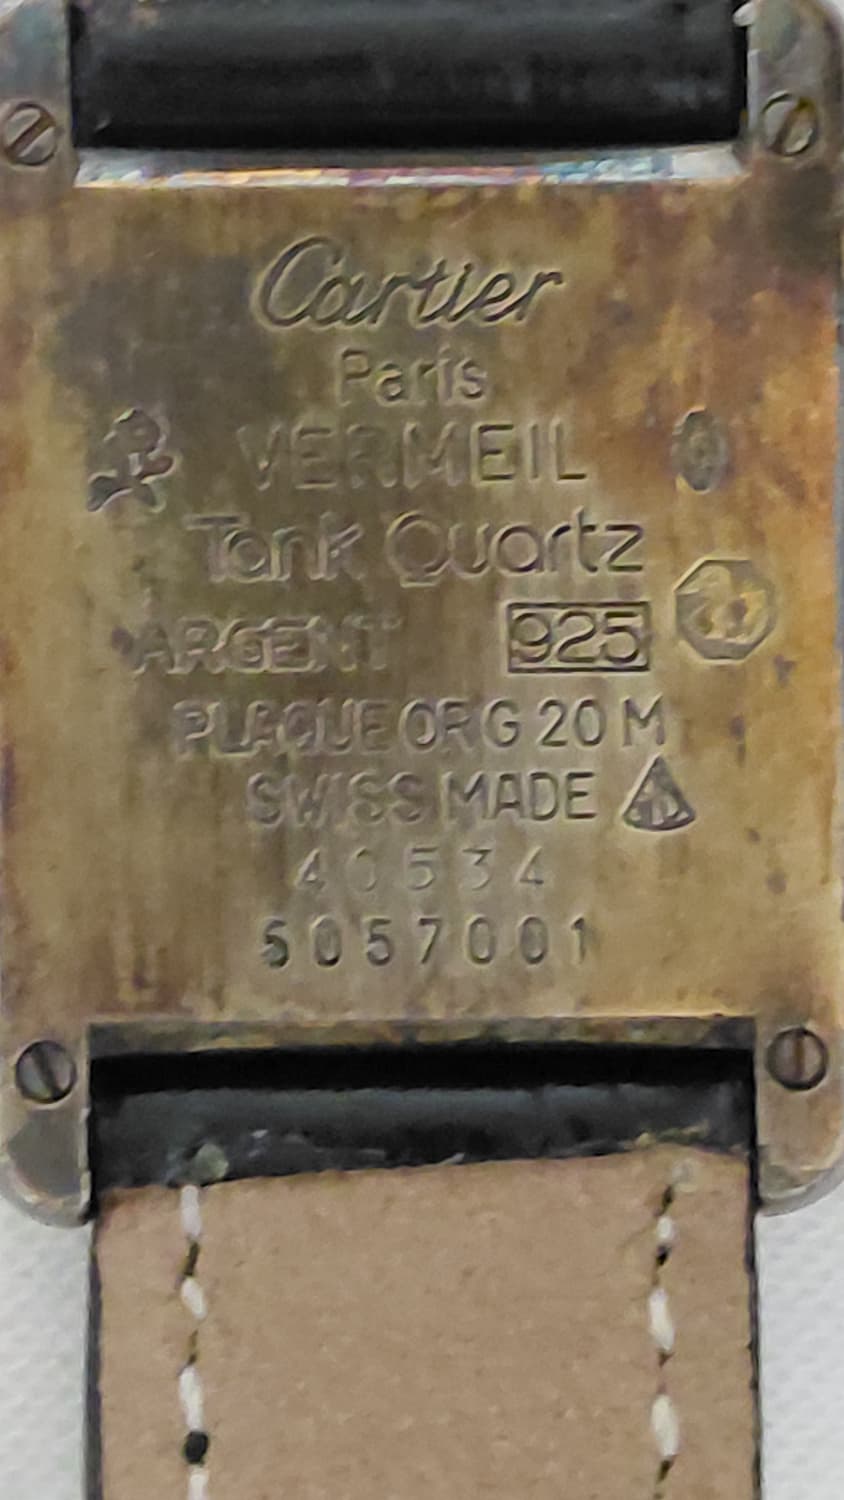 Cartier
Paris
VERMEIL
Tank Quartz
ARGENT 925
PLAQUE OR G 20 M
SWISS MADE
40534
5057001